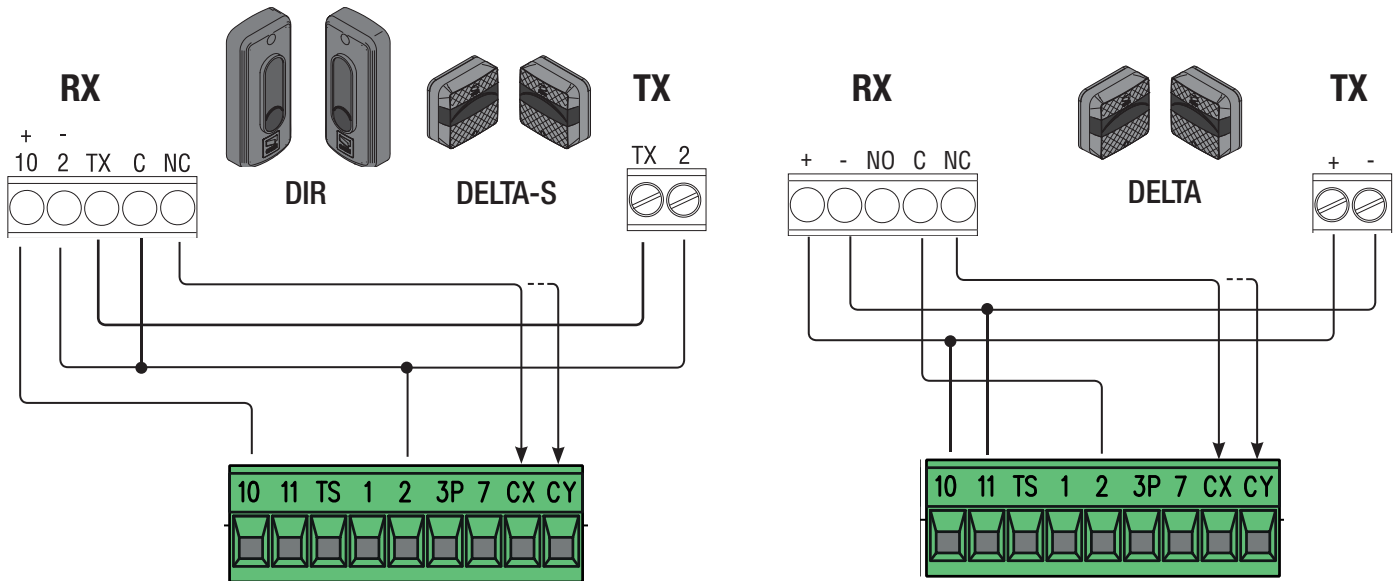 RX
TX
+ -
10 2 TX C NC
TX 2
DIR
DELTA-S
10 11 TS 1 2 3P 7 CX CY
RX
TX
+ - NO C NC
+ -
DELTA
10 11 TS 1 2 3P 7 CX CY